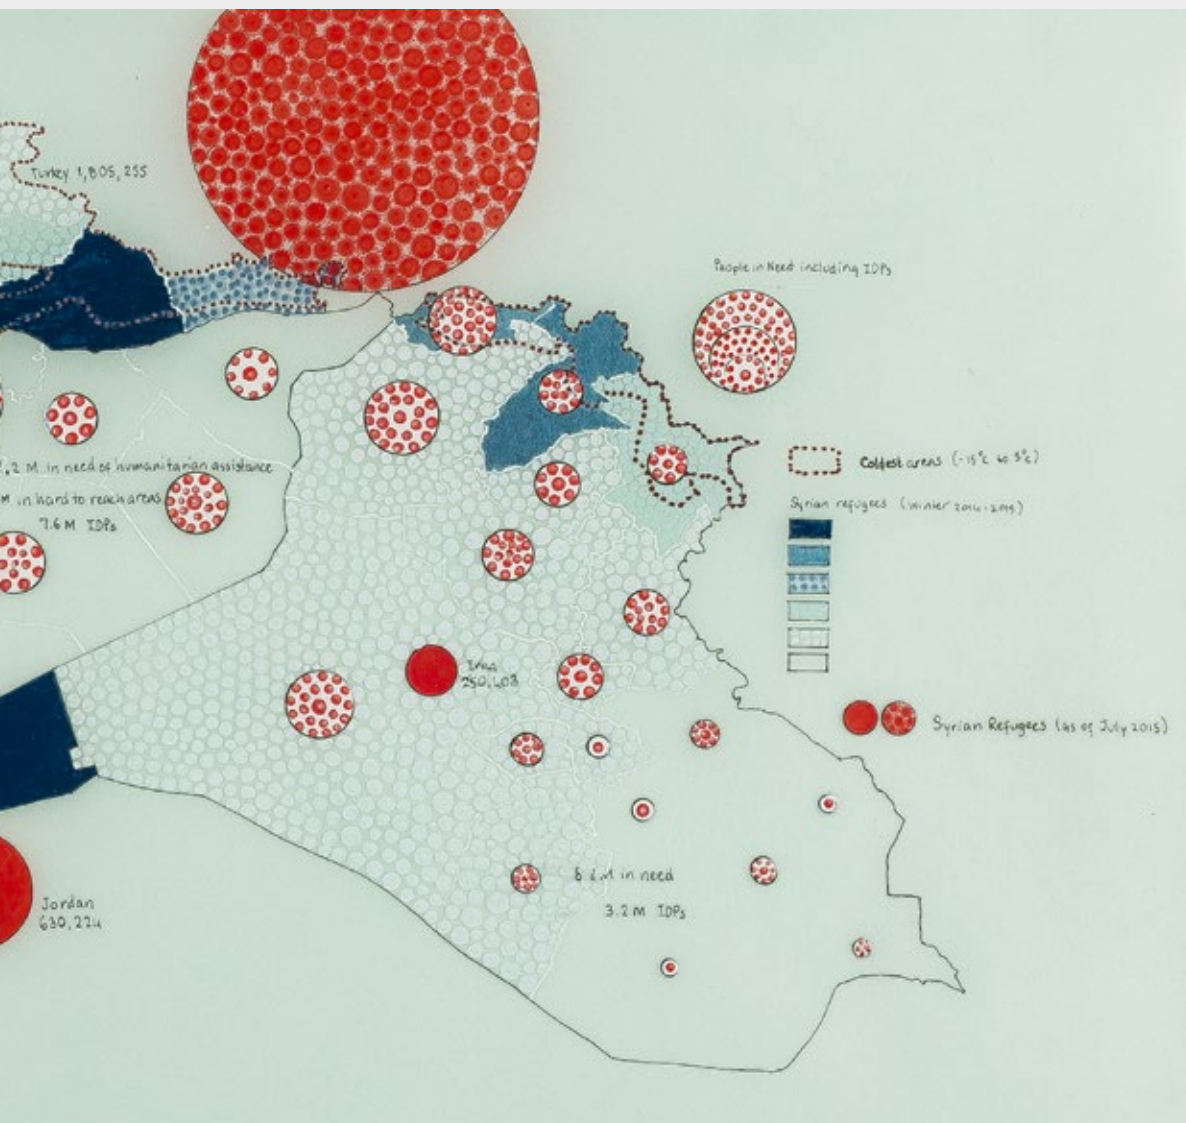 Turkey 1,805,255
People in Need including IDPs
.2 M in need of humanitarian assistance
M in hard to reach areas
7.6 M IDPs
Coldest areas (-15°c to 5°c)
Syrian refugees (winter 2014-2015)
Iraq
250,408
Syrian Refugees (as of July 2015)
M in need
3.2 M IDPs
Jordan
630,224